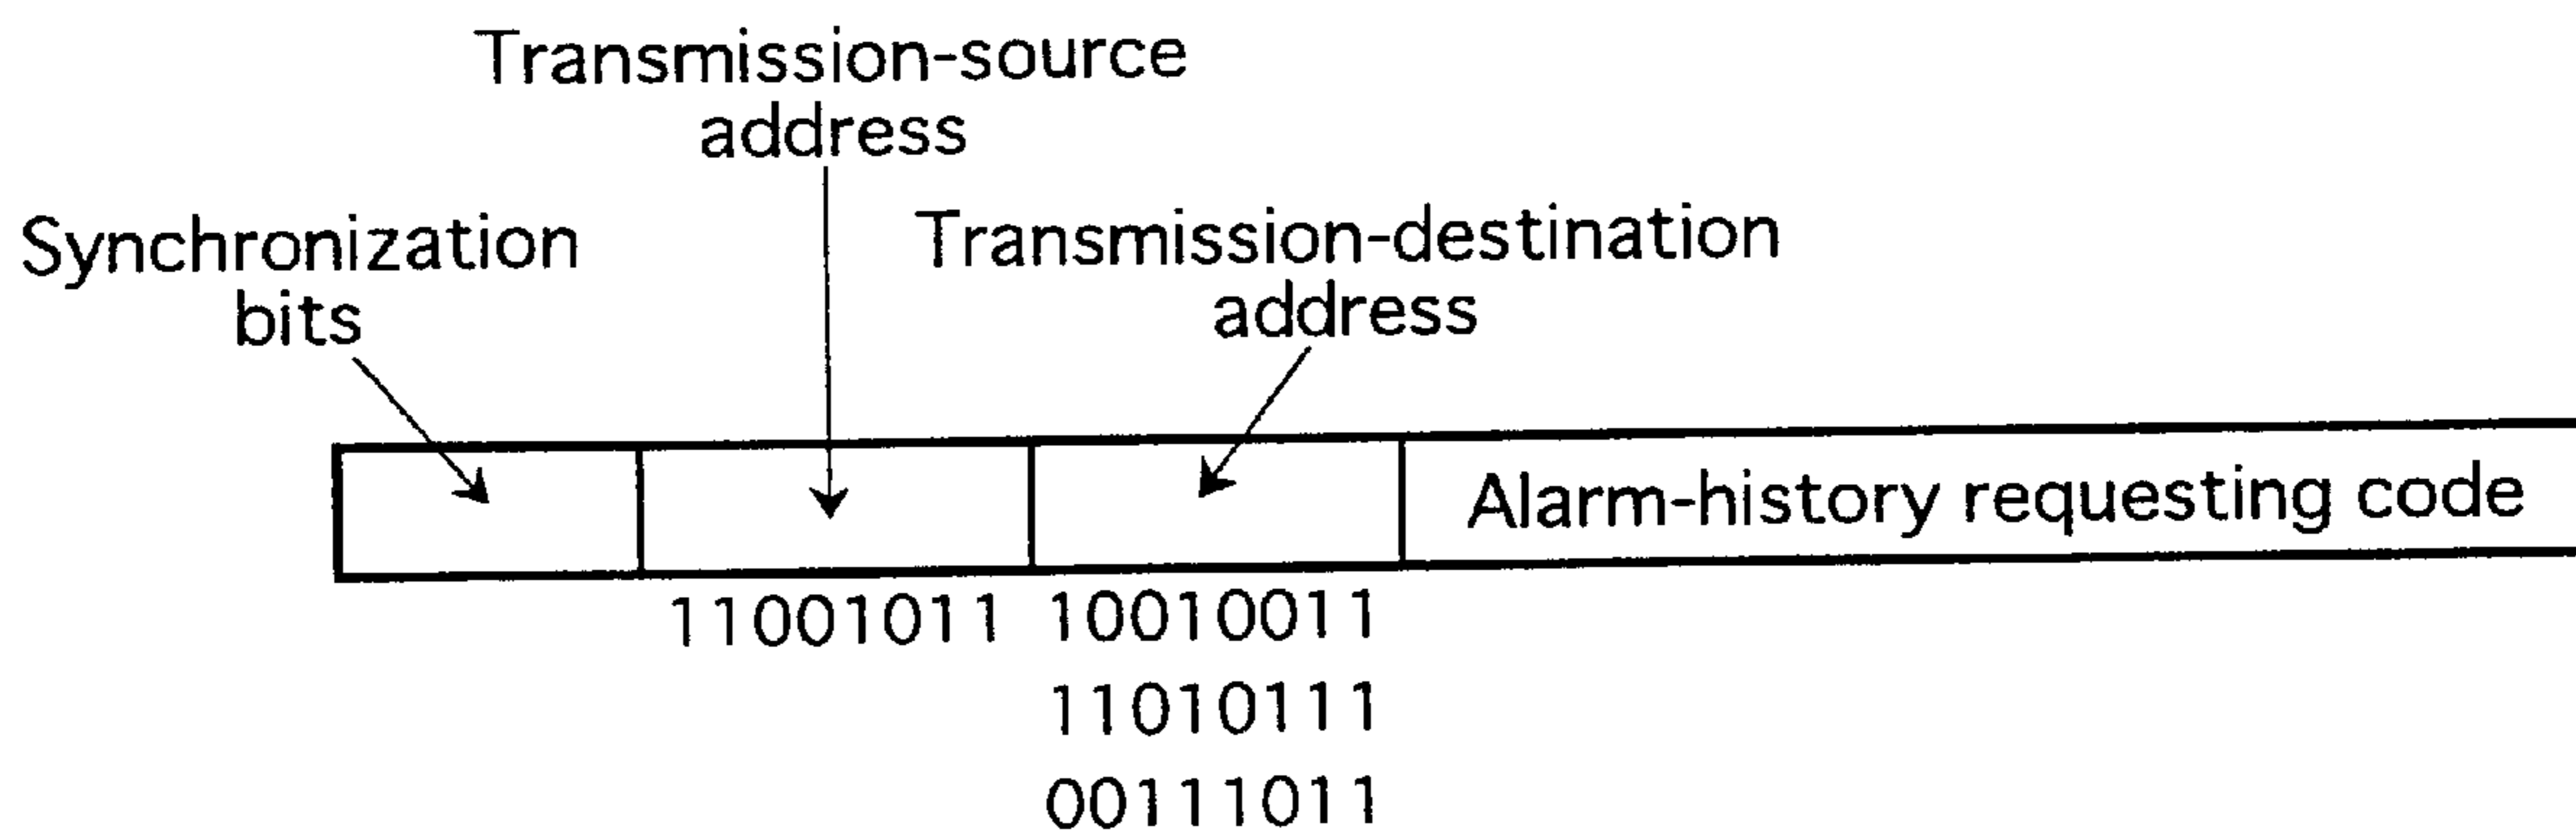 Transmission-source
address
Synchronization
bits
Transmission-destination
address
Alarm-history requesting code
11001011 10010011
11010111
00111011